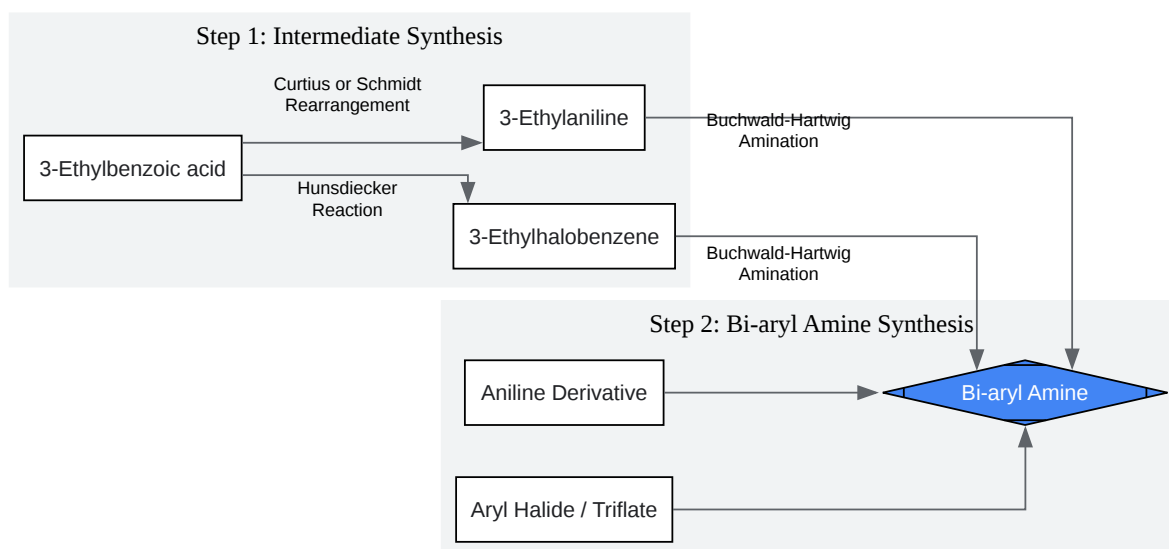 Step 1: Intermediate Synthesis
Curtius or Schmidt
Rearrangement
3-Ethylaniline
Buchwald-Hartwig
Amination
3-Ethylbenzoic acid
Hunsdiecker
Reaction
3-Ethylhalobenzene
Buchwald-Hartwig
Amination
Step 2: Bi-aryl Amine Synthesis
Aniline Derivative
Bi-aryl Amine
Aryl Halide / Triflate